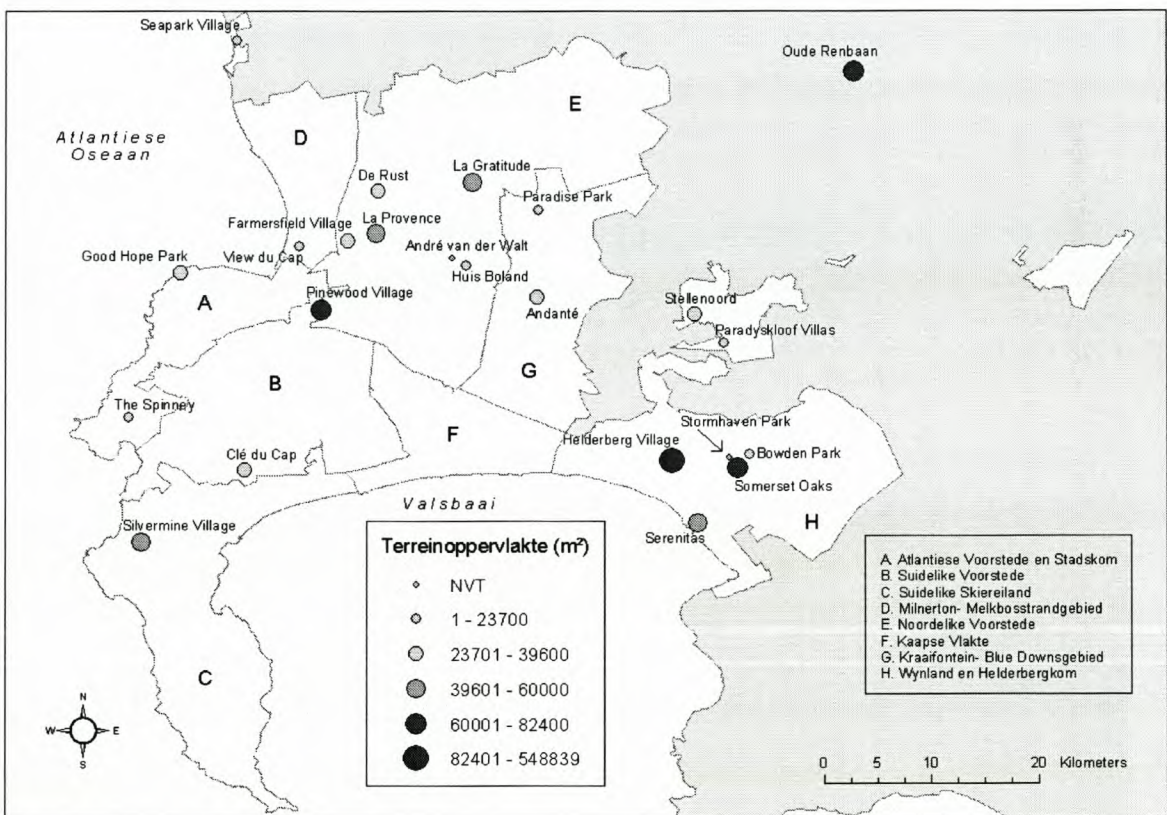 Seapark Village
Oude Renbaan
Atlantiese
Oseaan
D
E
De Rust
La Gratitude
Paradise Park
Farmersfield Village
La Provence
View du Cap
André van der Walt
Huis Boland
Good Hope Park
A
Pinewood Village
Andanté
Stellenoord
Paradyskloof Villas
B
G
The Spinney
F
Stormhaven Park
Helderberg Village
Bowden Park
Somerset Oaks
Clé du Cap
Valsbaai
Silvermine Village
Serenitas
H
C
Terreinoppervlakte (m²)
NVT
1 - 23700
23701 - 39600
39601 - 60000
60001 - 82400
82401 - 548839
A. Atlantiese Voorstede en Stadskom
B. Suidelike Voorstede
C. Suidelike Skiereiland
D. Milnerton- Melkbosstrandgebied
E. Noordelike Voorstede
F. Kaapse Vlakte
G. Kraaifontein- Blue Downsgebied
H. Wynland en Helderbergkom
N
W E
S
0 5 10 20 Kilometers